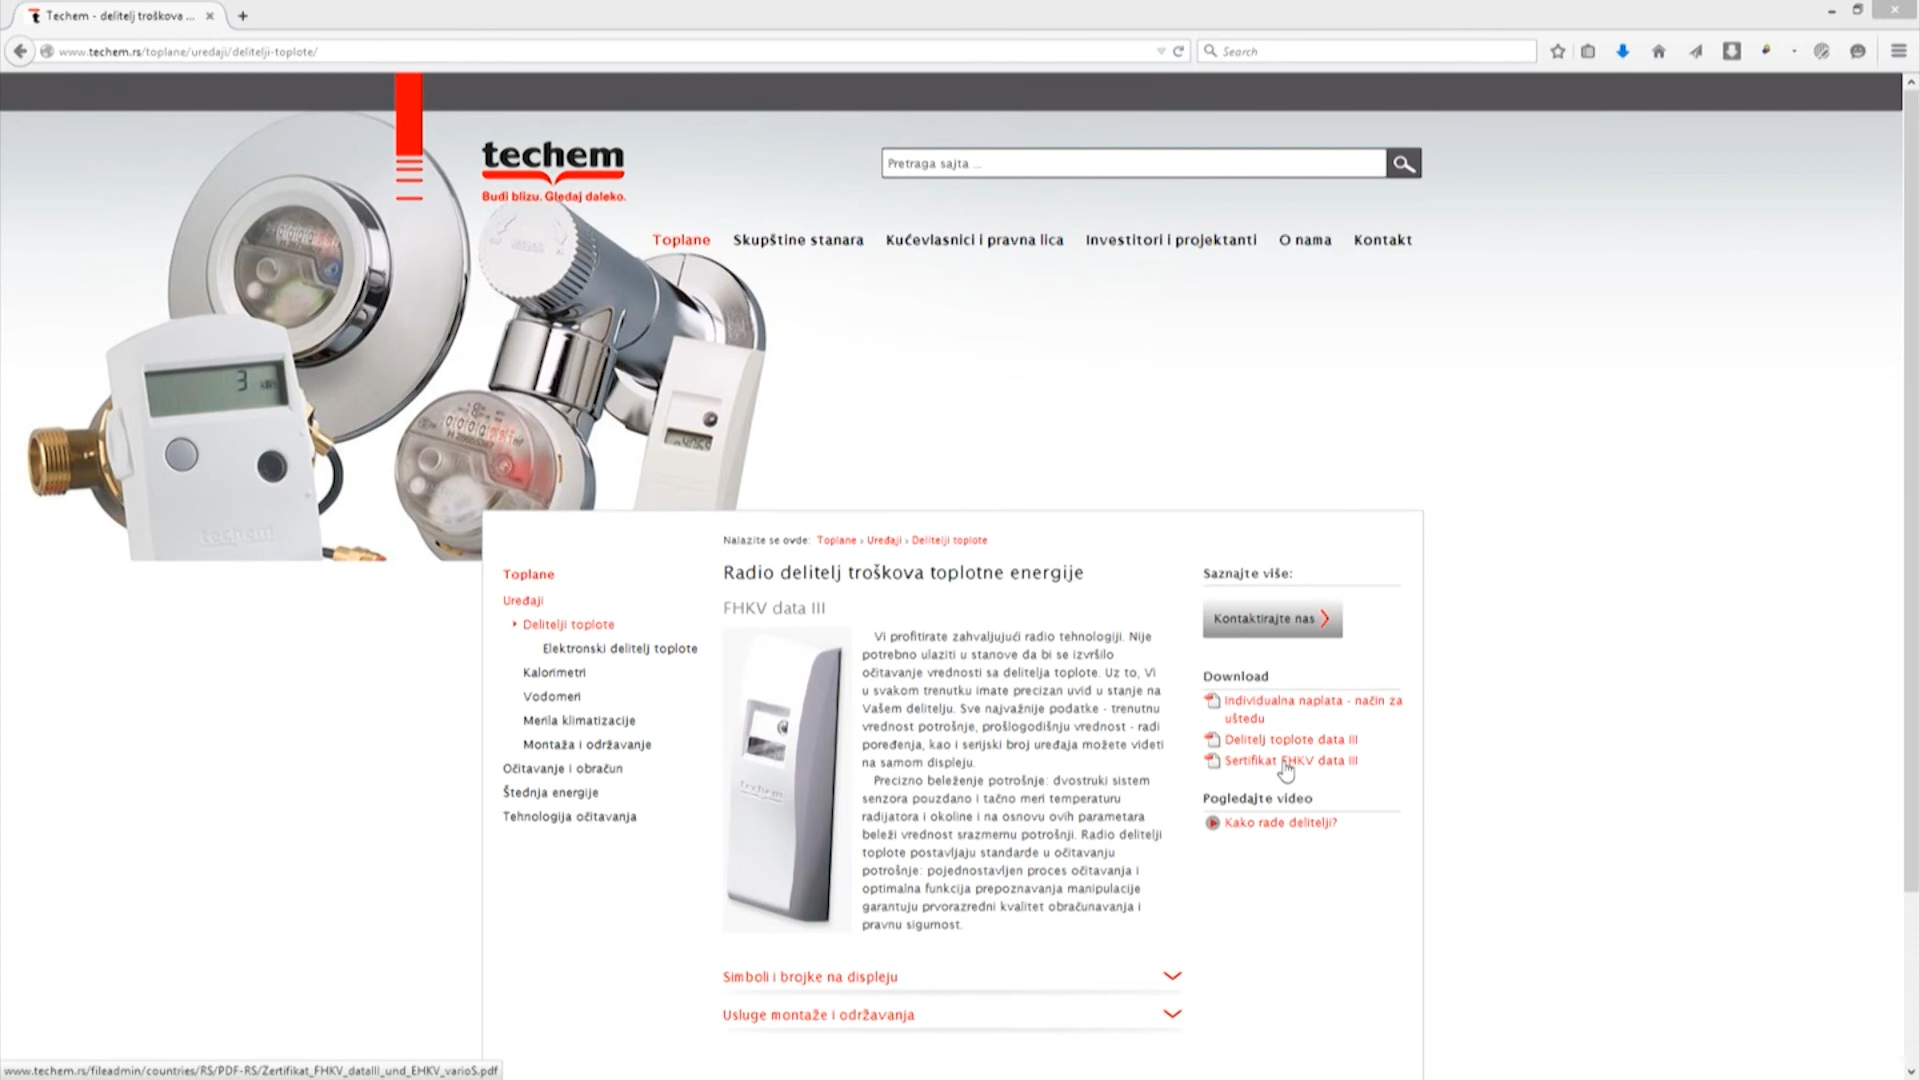 Techem - delitelj troškova ...
www.techem.rs/toplane/uredaji/delitelji-toplote/
Search
techem
Budi blizu. Gledaj daleko.
Pretraga sajta ...
Toplane Skupštine stanara Kućevlasnici i pravna lica Investitori i projektanti O nama Kontakt
3
techem
Nalazite se ovde: Toplane › Uređaji › Delitelji toplote
Toplane
Uređaji
Delitelji toplote
Elektronski delitelj toplote
Kalorimetri
Vodomeri
Merila klimatizacije
Montaža i održavanje
Očitavanje i obračun
Štednja energije
Tehnologija očitavanja
Radio delitelj troškova toplotne energije
FHKV data III
techem
Vi profitirate zahvaljujući radio tehnologiji. Nije
potrebno ulaziti u stanove da bi se izvršilo
očitavanje vrednosti sa delitelja toplote. Uz to, Vi
u svakom trenutku imate precizan uvid u stanje na
Vašem delitelju. Sve najvažnije podatke - trenutnu
vrednost potrošnje, prošlogodišnju vrednost - radi
poređenja, kao i serijski broj uređaja možete videti
na samom displeju.
Precizno beleženje potrošnje: dvostruki sistem
senzora pouzdano i tačno meri temperaturu
radijatora i okoline i na osnovu ovih parametara
beleži vrednost srazmernu potrošnji. Radio delitelji
toplote postavljaju standarde u očitavanju
potrošnje: pojednostavljen proces očitavanja i
optimalna funkcija prepoznavanja manipulacije
garantuju prvorazredni kvalitet obračunavanja i
pravnu sigurnost.
Simboli i brojke na displeju
Usluge montaže i održavanja
Saznajte više:
Kontaktirajte nas
Download
Individualna naplata - način za
uštedu
Delitelj toplote data III
Sertifikat FHKV data III
Pogledajte video
Kako rade delitelji?
www.techem.rs/fileadmin/countries/RS/PDF-RS/Zertifikat_FHKV_dataIII_und_EHKV_varioS.pdf